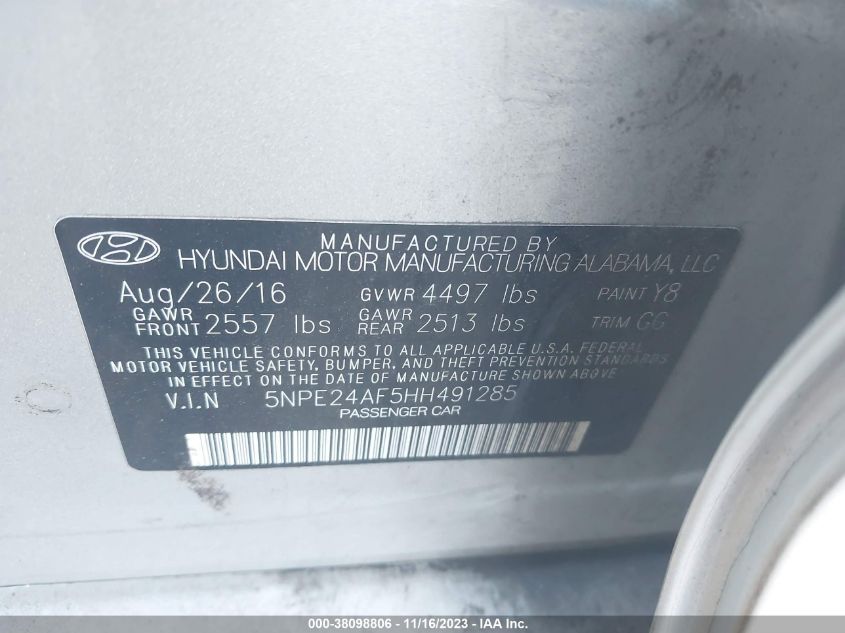 MANUFACTURED BY
HYUNDAI MOTOR MANUFACTURING ALABAMA, LLC
Aug/26/16 GVWR 4497 lbs PAINT Y8
GAWR FRONT 2557 lbs GAWR REAR 2513 lbs TRIM GG
THIS VEHICLE CONFORMS TO ALL APPLICABLE U.S.A. FEDERAL
MOTOR VEHICLE SAFETY, BUMPER, AND THEFT PREVENTION STANDARDS
IN EFFECT ON THE DATE OF MANUFACTURE SHOWN ABOVE
V.I.N 5NPE24AF5HH491285
PASSENGER CAR
000-38098806 - 11/16/2023 - IAA Inc.